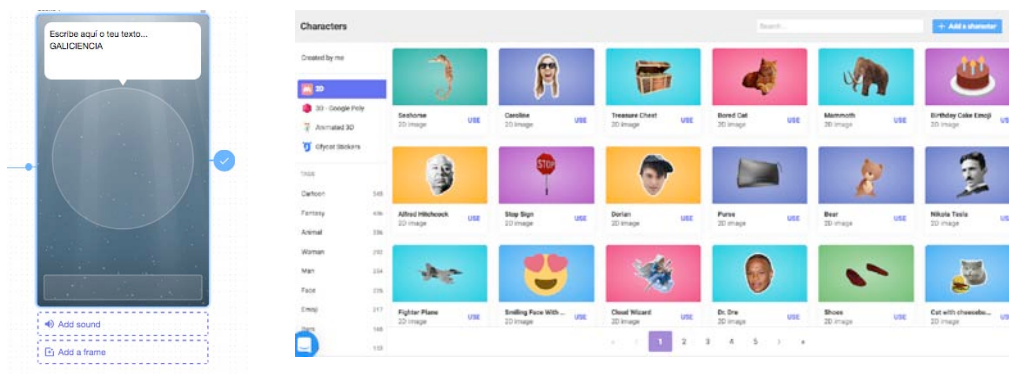 Escribe aquí o teu texto...
GALICIENCIA
Add sound
Add a frame
Characters
Search...
+ Add a character
Created by me
2D
3D - Google Poly
Animated 3D
Gfycat Stickers
TAGS
Cartoon 549
Fantasy
Animal
Woman
Man
Face
Emoji 217
Seahorse
2D image USE
Caroline
2D image USE
Treasure Chest
2D image USE
Bored Cat
2D image USE
Mammoth
2D image USE
Birthday Cake Emoji
2D image
Alfred Hitchcock
2D image USE
STOP
Stop Sign
2D image USE
Dorian
2D image USE
Purse
2D image USE
Bear
2D image USE
Nikola Tesla
2D image
Fighter Plane
2D image USE
Smiling Face With ...
2D image USE
Cloud Wizard
2D image USE
Dr. Dre
2D image USE
Shoes
2D image USE
Cat with cheesebu...
2D image
1 2 3 4 5